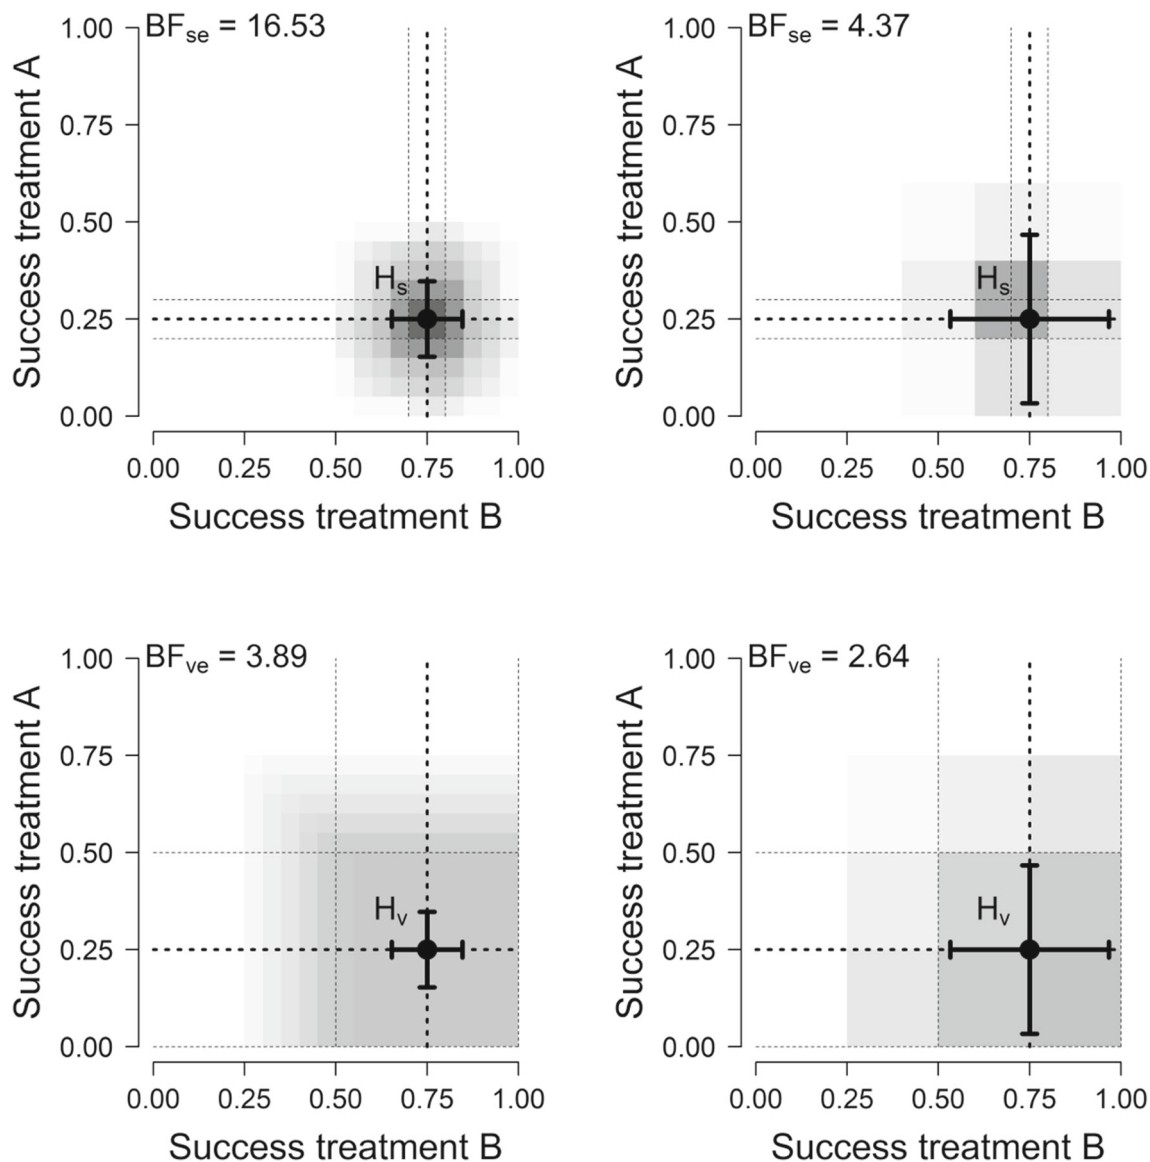 BFse = 16.53
1.00
0.75
0.50
0.25
0.00
Success treatment A
Hs
0.00 0.25 0.50 0.75 1.00
Success treatment B
BFse = 4.37
1.00
0.75
0.50
0.25
0.00
Success treatment A
Hs
0.00 0.25 0.50 0.75 1.00
Success treatment B
BFve = 3.89
1.00
0.75
0.50
0.25
0.00
Success treatment A
Hv
0.00 0.25 0.50 0.75 1.00
Success treatment B
BFve = 2.64
1.00
0.75
0.50
0.25
0.00
Success treatment A
Hv
0.00 0.25 0.50 0.75 1.00
Success treatment B